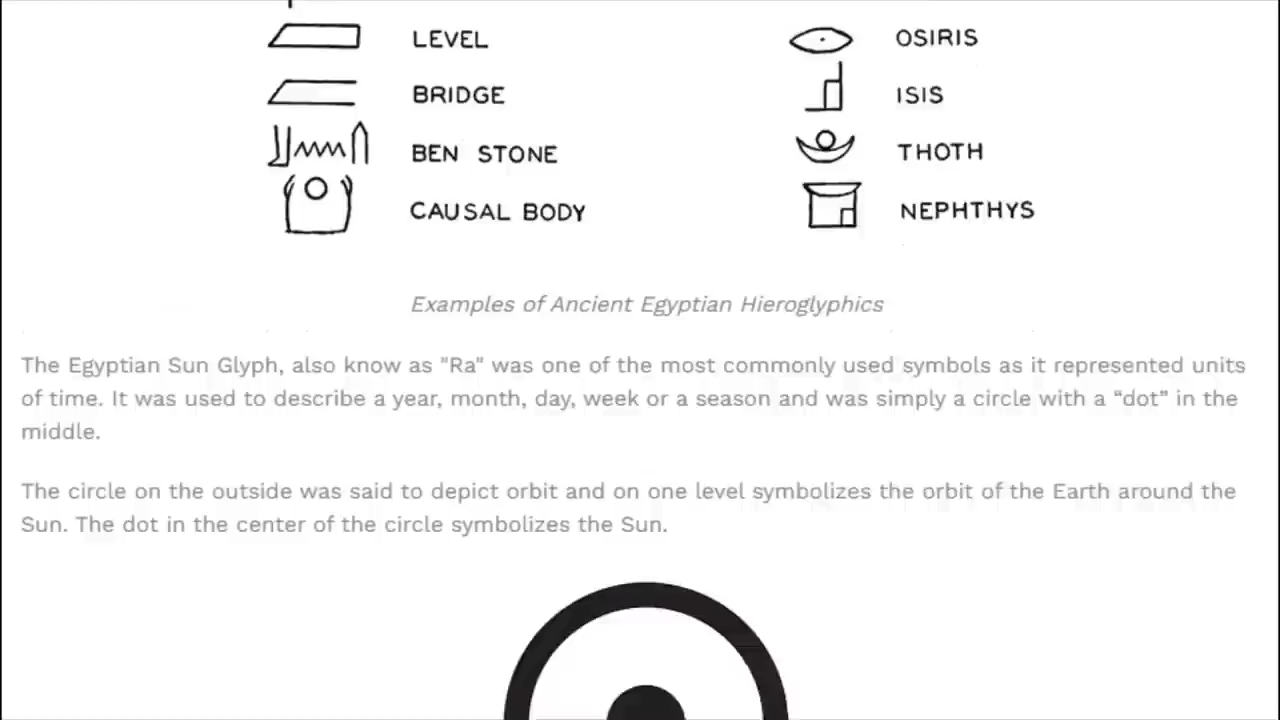 LEVEL OSIRIS
BRIDGE ISIS
BEN STONE THOTH
CAUSAL BODY NEPHTHYS
Examples of Ancient Egyptian Hieroglyphics
The Egyptian Sun Glyph, also know as "Ra" was one of the most commonly used symbols as it represented units
of time. It was used to describe a year, month, day, week or a season and was simply a circle with a “dot” in the
middle.
The circle on the outside was said to depict orbit and on one level symbolizes the orbit of the Earth around the
Sun. The dot in the center of the circle symbolizes the Sun.